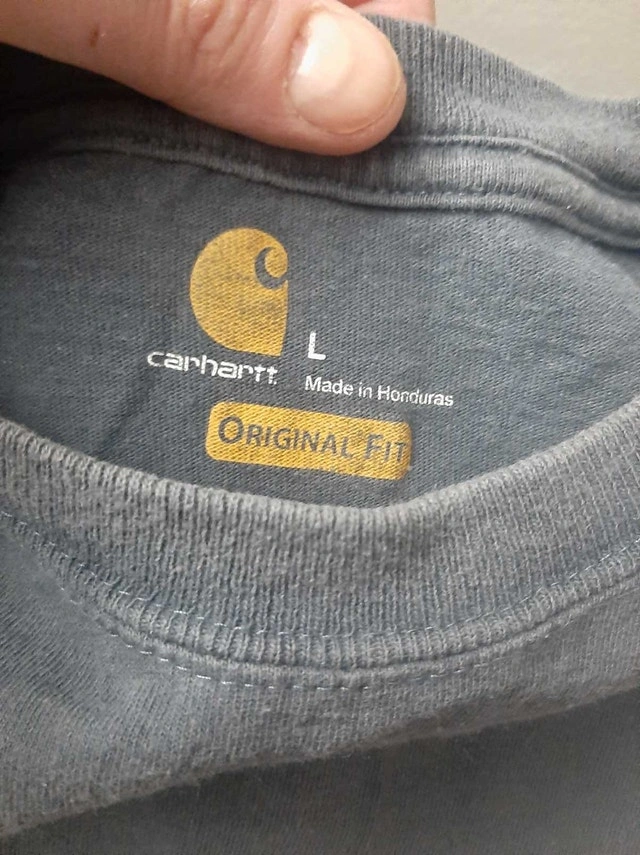 L
carhartt.
Made in Honduras
ORIGINAL FIT